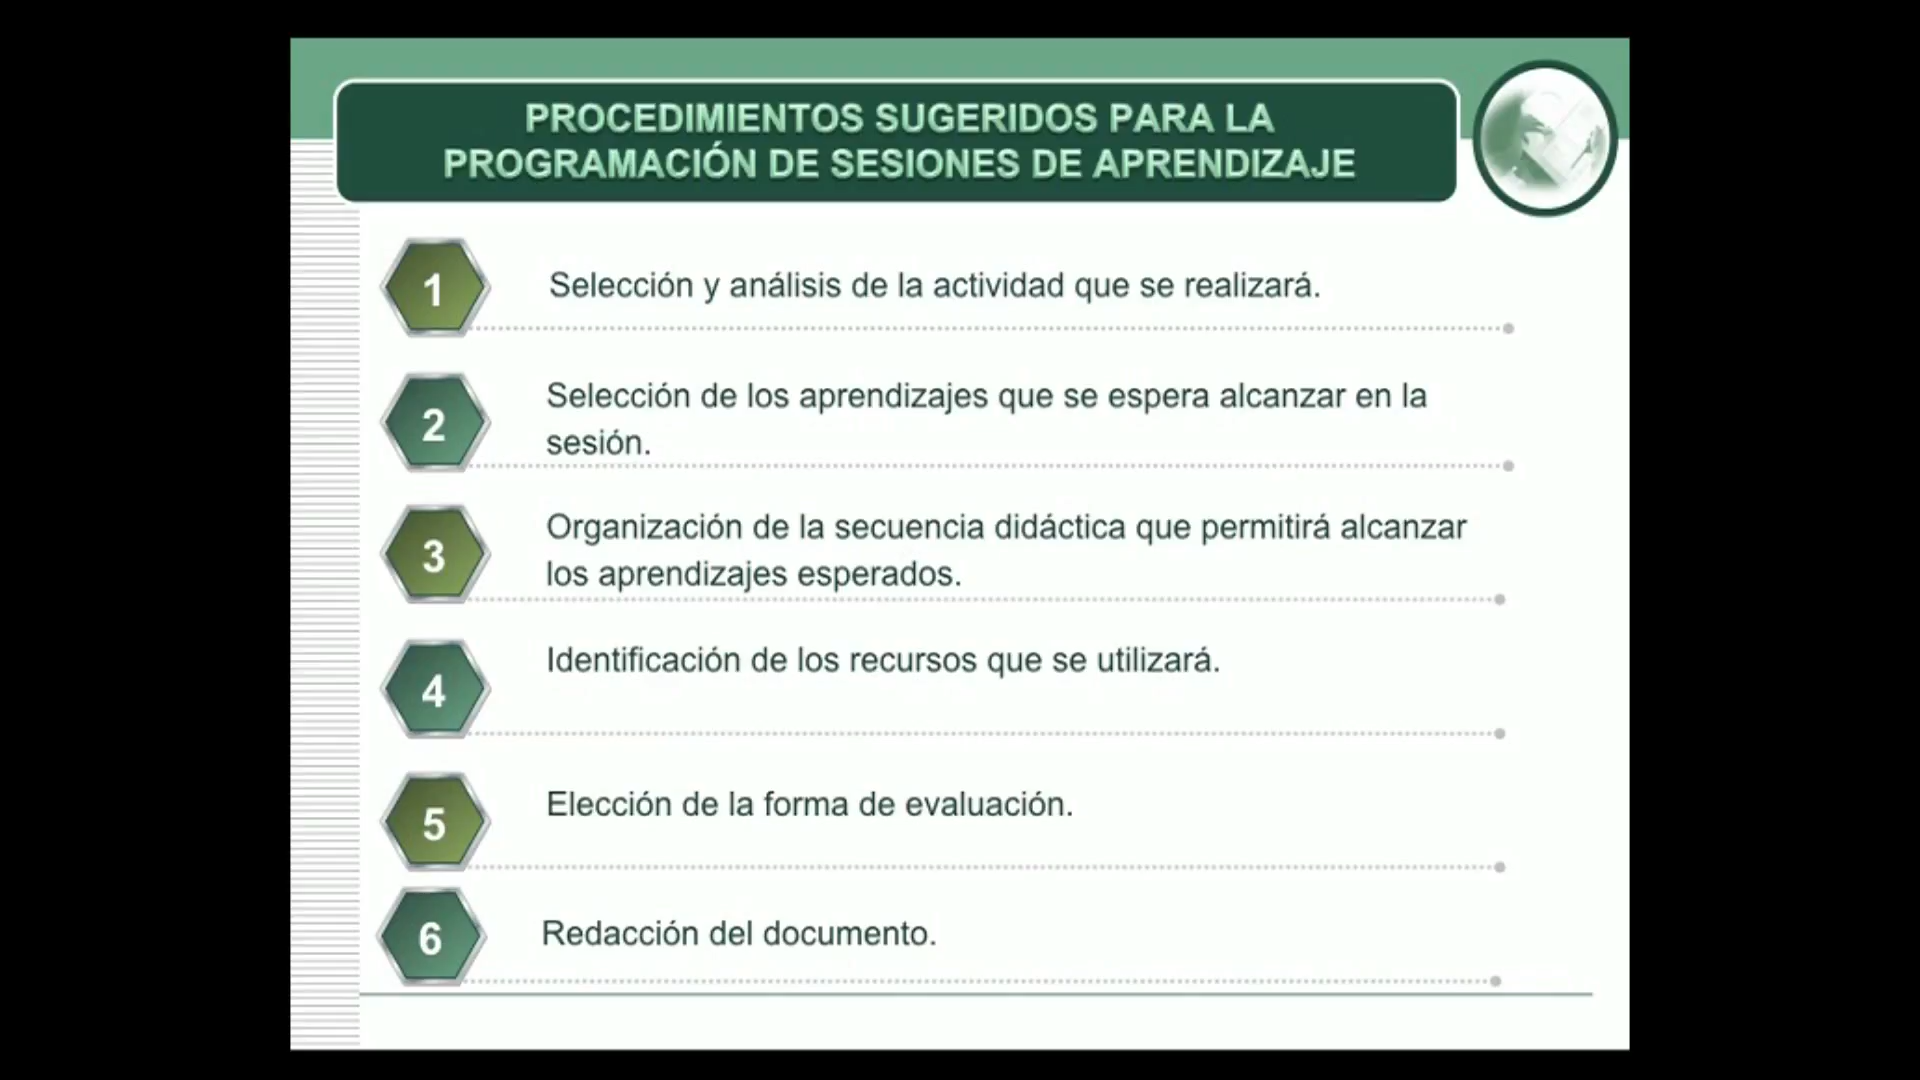 PROCEDIMIENTOS SUGERIDOS PARA LA
PROGRAMACIÓN DE SESIONES DE APRENDIZAJE
1
Selección y análisis de la actividad que se realizará.
2
Selección de los aprendizajes que se espera alcanzar en la
sesión.
3
Organización de la secuencia didáctica que permitirá alcanzar
los aprendizajes esperados.
4
Identificación de los recursos que se utilizará.
5
Elección de la forma de evaluación.
6
Redacción del documento.